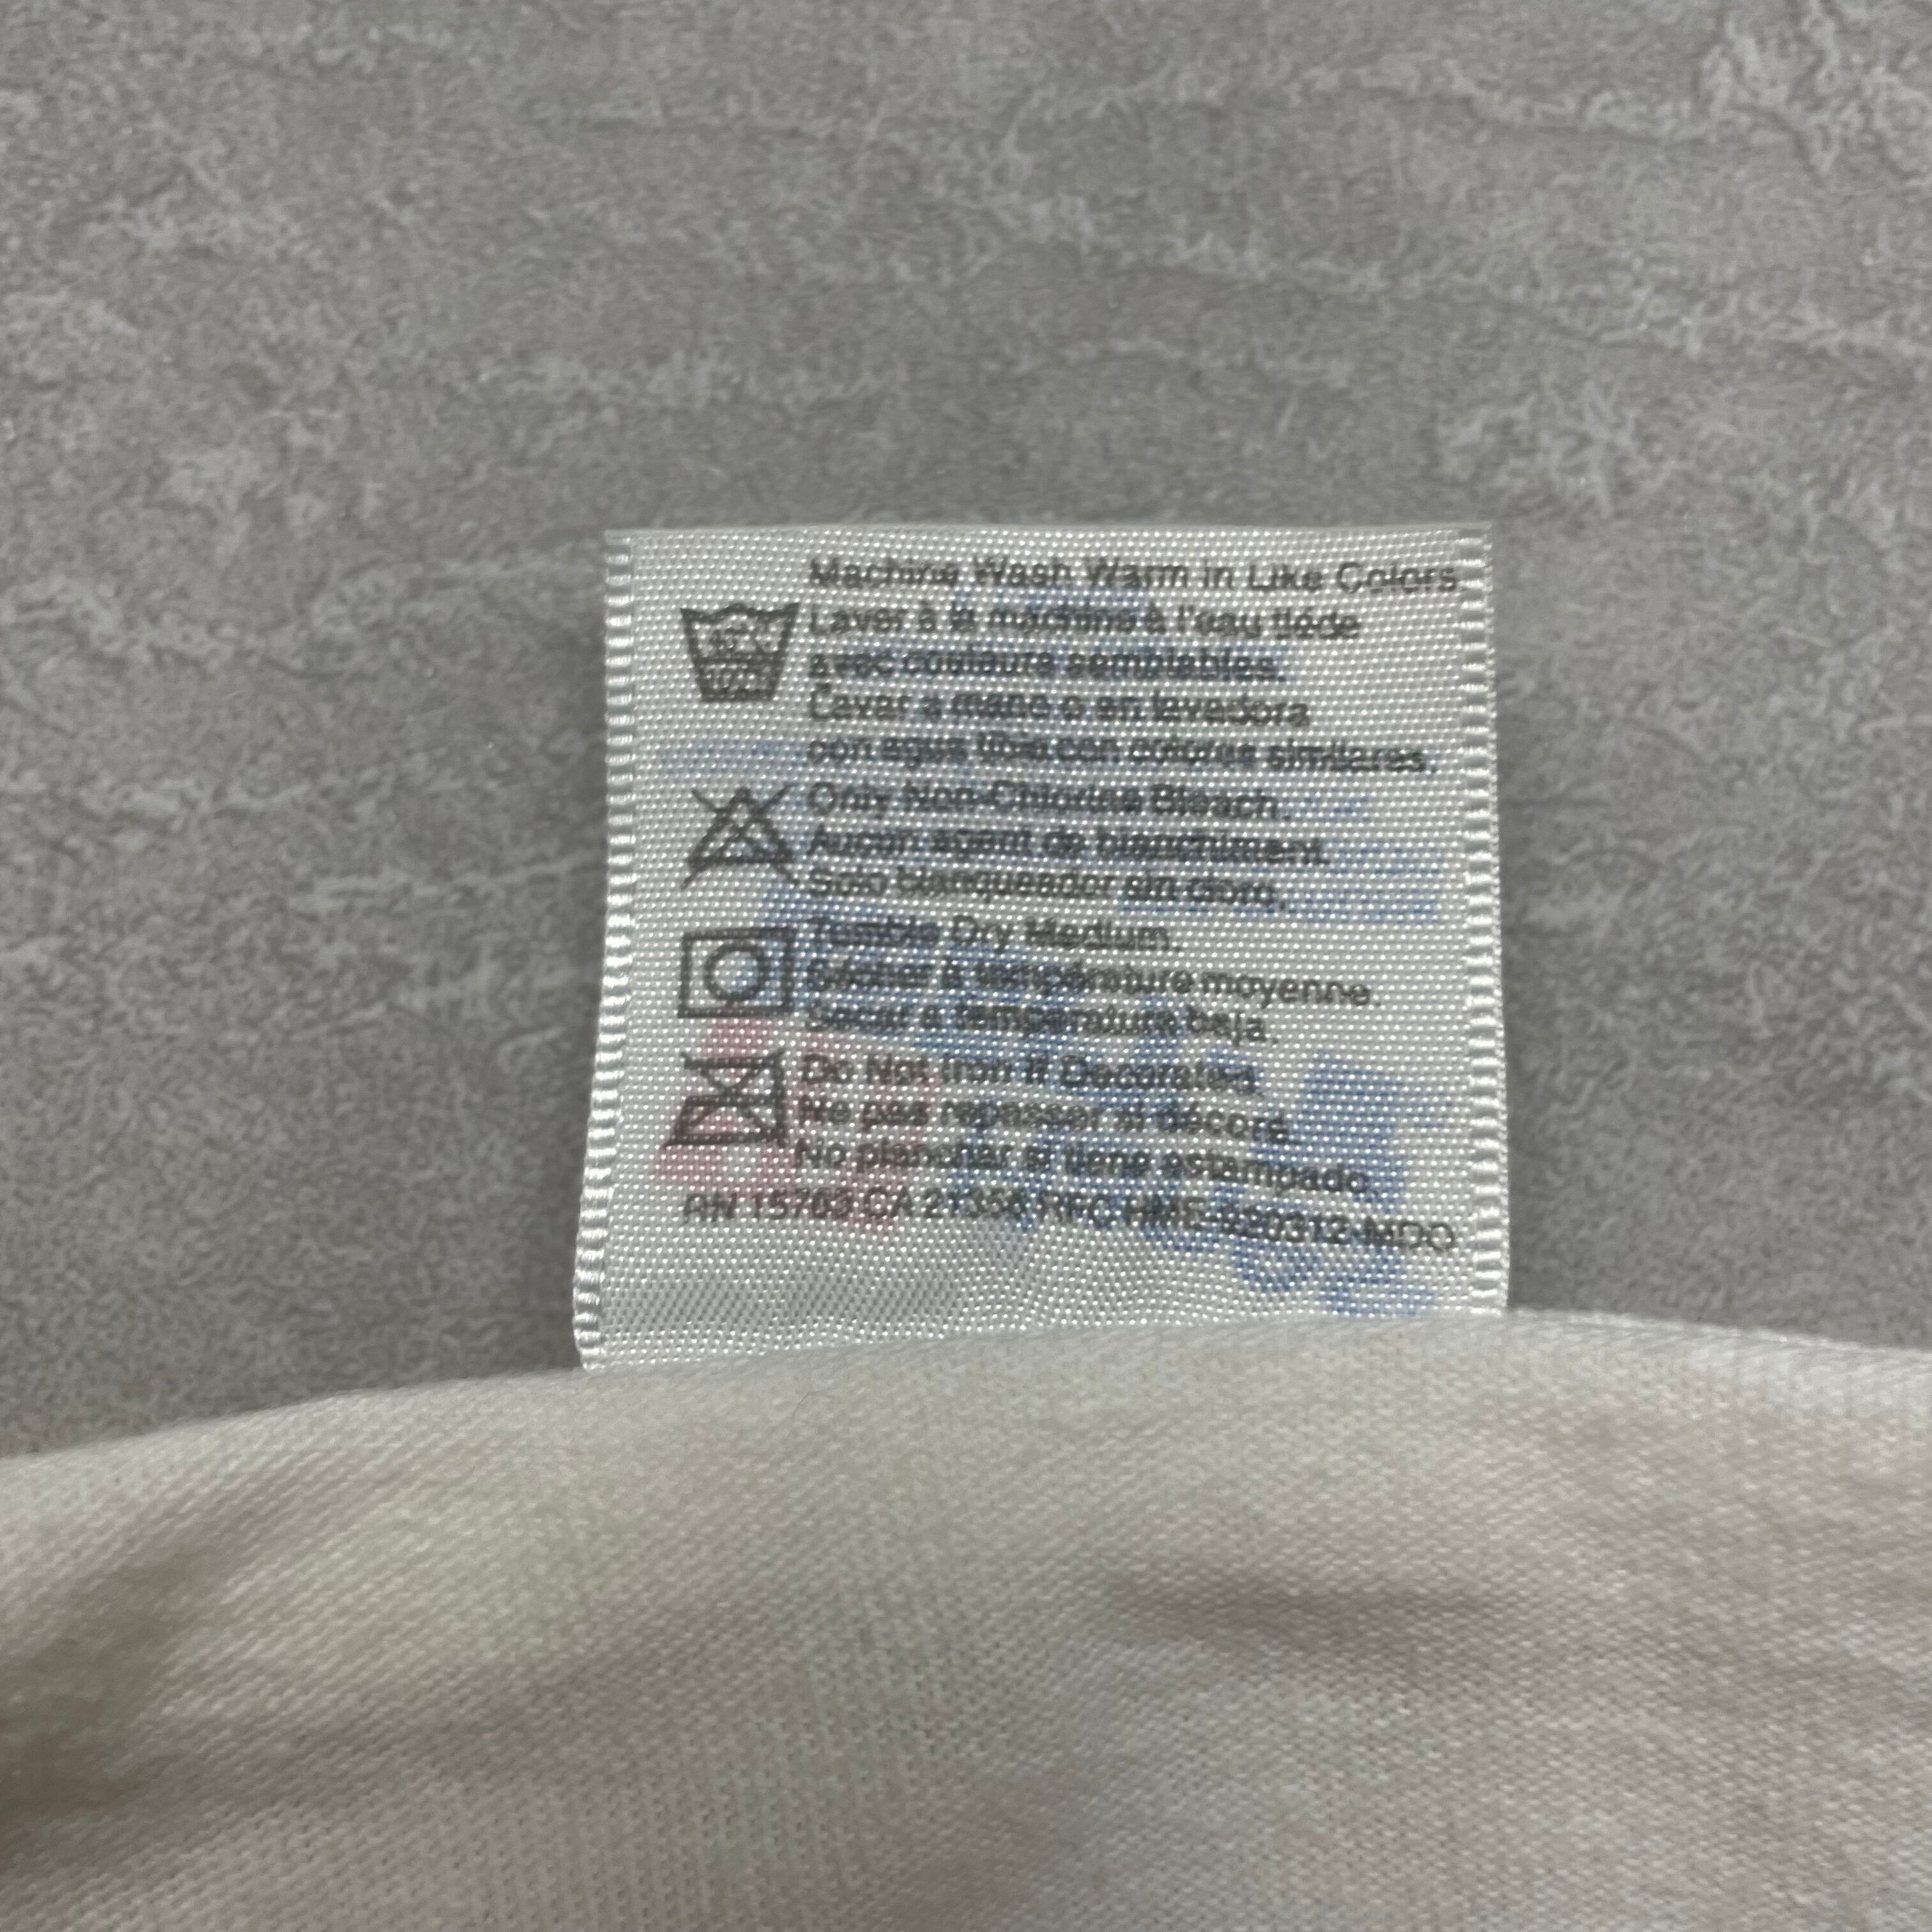 Machine Wash Warm in Like Colors
Laver à la machine à l'eau tiède
avec couleurs semblables.
Lavar a mano o en lavadora
con agua tibia con colores similares.
Only Non-Chlorine Bleach.
Aucun agent de blanchiment.
Solo blanqueador sin cloro.
Tumble Dry Medium.
Sécher à température moyenne.
Secar a temperatura baja.
Do Not Iron If Decorated.
Ne pas repasser si décoré.
No planchar si tiene estampado.
RN 15763 CA 21356 RFC HME-920312-MDO